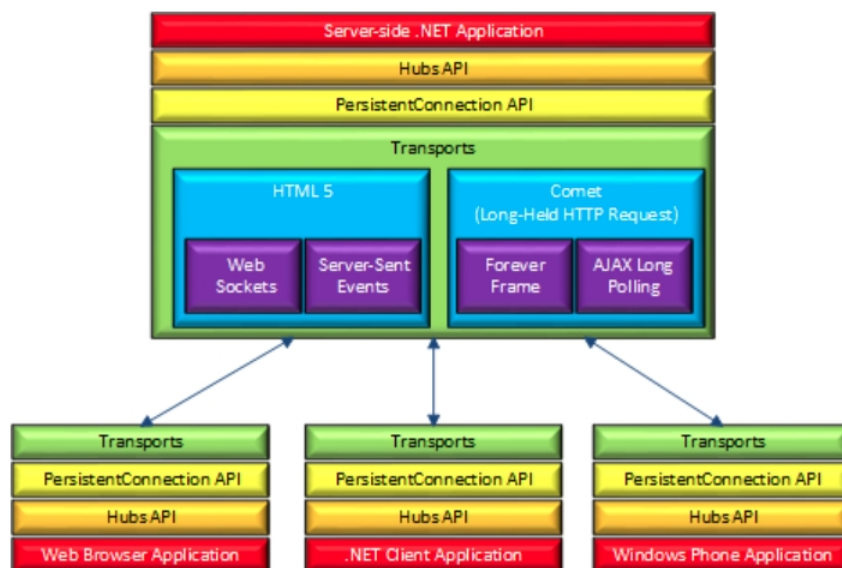 Server-side .NET Application
Hubs API
PersistentConnection API
Transports
HTML 5
Web
Sockets
Server-Sent
Events
Comet
(Long-Held HTTP Request)
Forever
Frame
AJAX Long
Polling
Transports
PersistentConnection API
Hubs API
Web Browser Application
Transports
PersistentConnection API
Hubs API
.NET Client Application
Transports
PersistentConnection API
Hubs API
Windows Phone Application